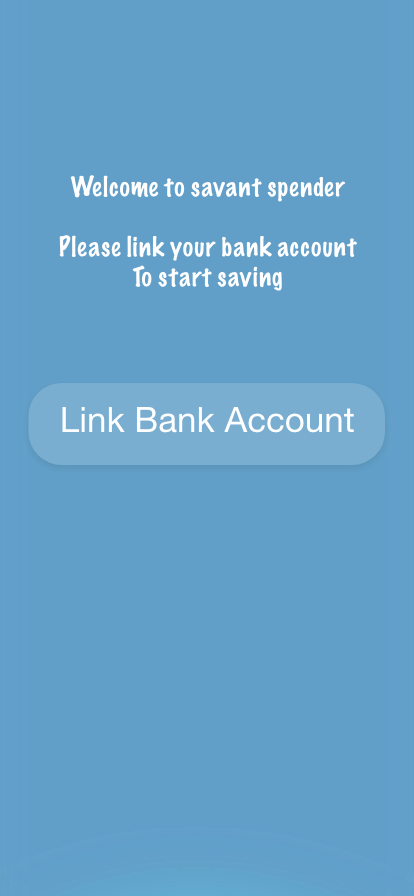 Welcome to savant spender
Please link your bank account
To start saving
Link Bank Account